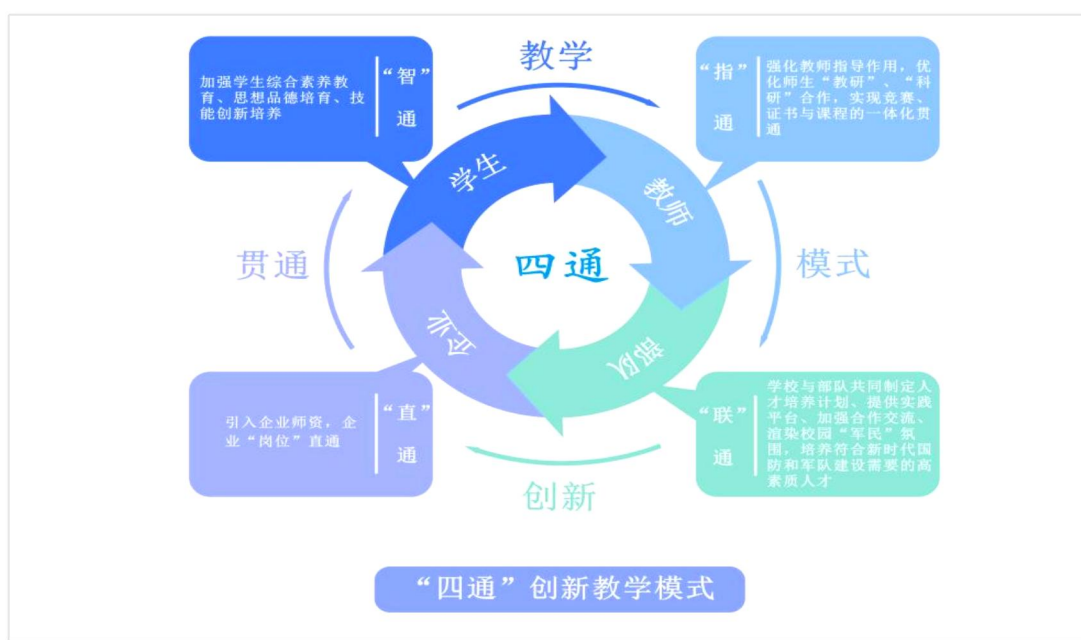 教学
加强学生综合素养教
育、思想品德培育、技
能创新培养
“智”
通
“指”
通
强化教师指导作用，优
化师生“教研”、“科
研”合作，实现竞赛、
证书与课程的一体化贯
通
学生
教师
贯通
四通
模式
企业
部队
引入企业师资，企
业“岗位”直通
“直”
通
“联”
通
学校与部队共同制定人
才培养计划、提供实践
平台、加强合作交流、
渲染校园“军民”氛
围，培养符合新时代国
防和军队建设需要的高
素质人才
创新
“四通”创新教学模式